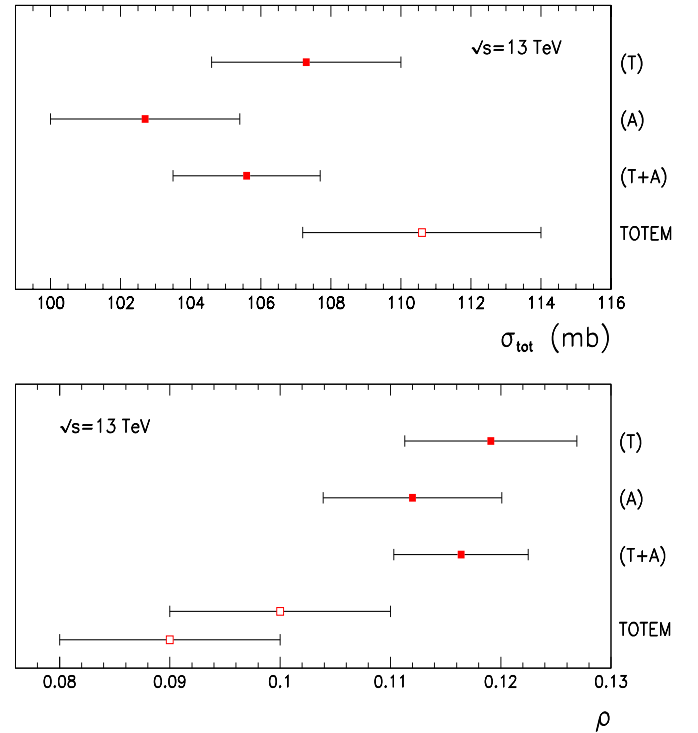 √s=13 TeV
(T)
(A)
(T+A)
TOTEM
100 102 104 106 108 110 112 114 116
σtot (mb)
√s=13 TeV
(T)
(A)
(T+A)
TOTEM
0.08 0.09 0.1 0.11 0.12 0.13
ρ